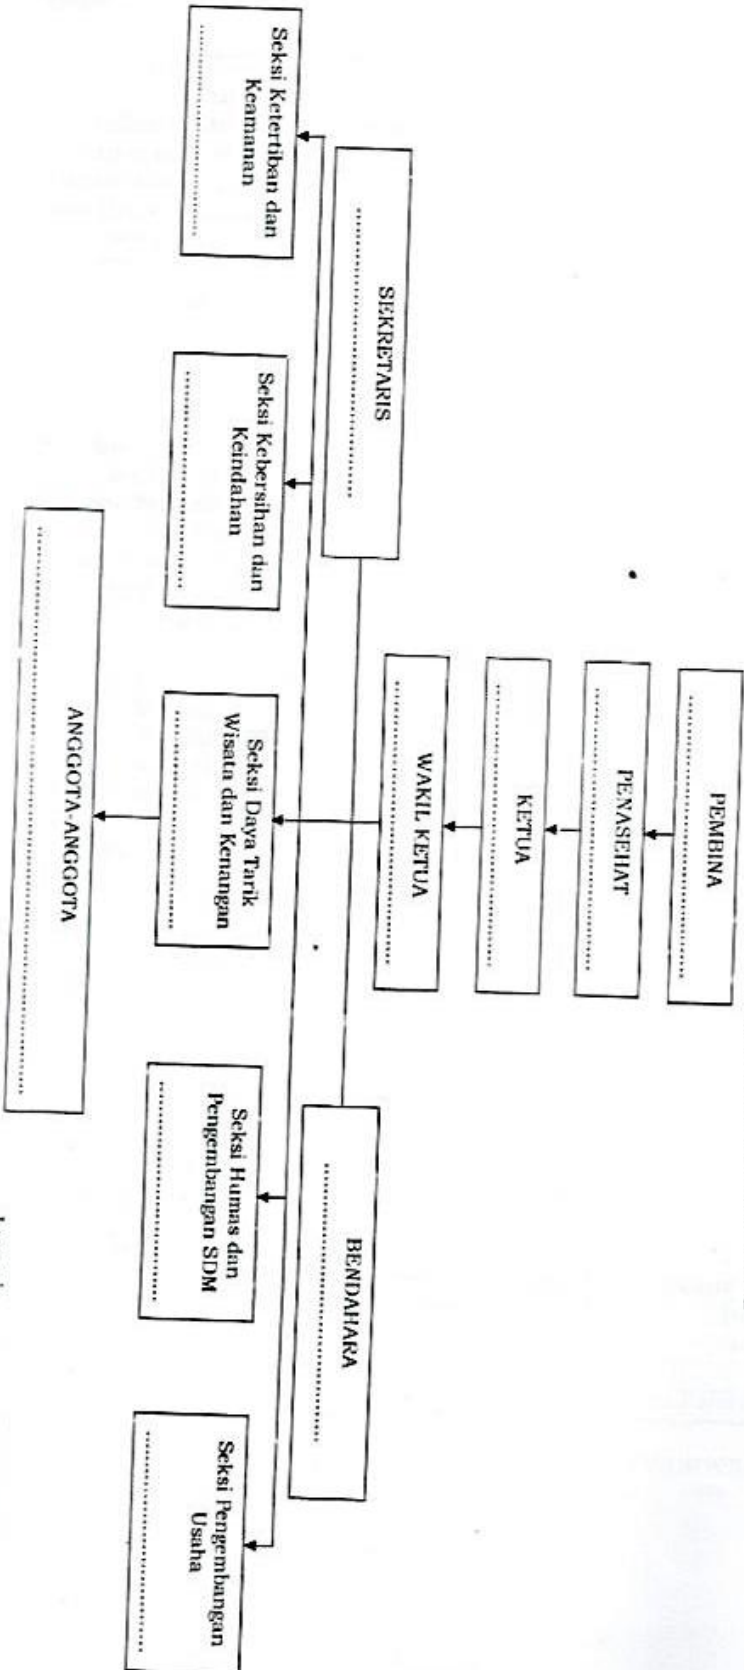 PEMBINA
........................................
PENASEHAT
........................................
KETUA
........................................
WAKIL KETUA
........................................
SEKRETARIS
........................................
BENDAHARA
........................................
Seksi Ketertiban dan
Keamanan
........................................
Seksi Kebersihan dan
Keindahan
........................................
Seksi Daya Tarik
Wisata dan Kenangan
........................................
Seksi Humas dan
Pengembangan SDM
........................................
Seksi Pengembangan
Usaha
........................................
ANGGOTA-ANGGOTA
................................................................................